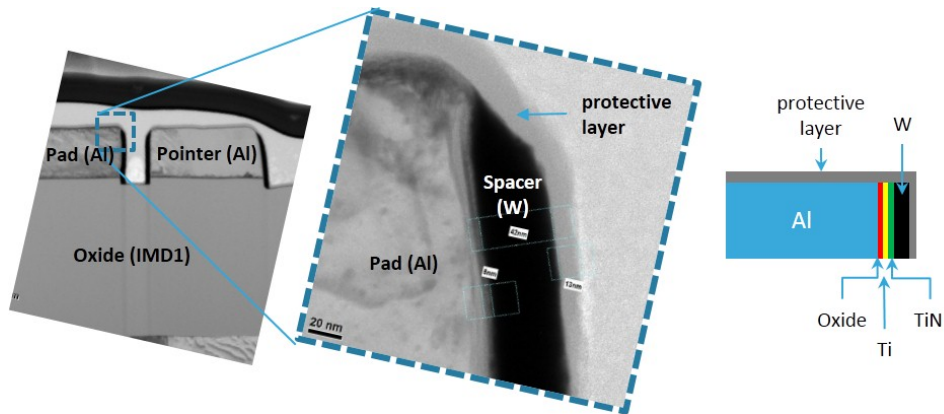 Pad (Al)
Pointer (Al)
Oxide (IMD1)
protective
layer
Spacer
(W)
42nm
Pad (Al)
8nm
13nm
20 nm
protective
layer
W
Al
Oxide
TiN
Ti